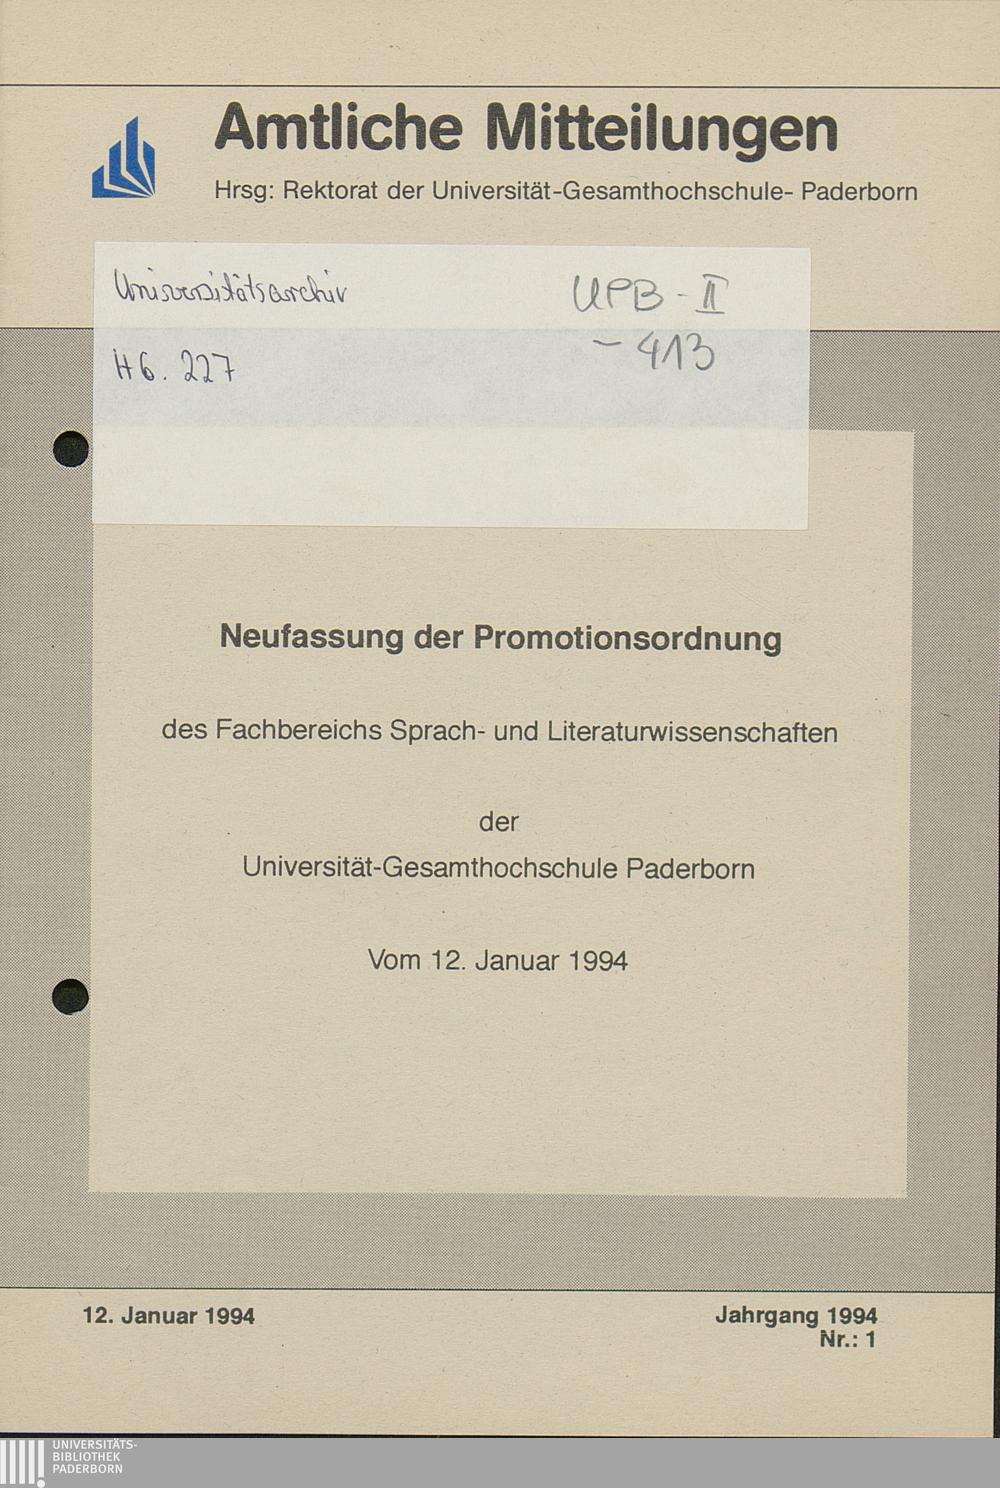 Amtliche Mitteilungen
Hrsg: Rektorat der Universität-Gesamthochschule- Paderborn
Universitätsarchiv
UPB - II
- 413
H6. 227
Neufassung der Promotionsordnung
des Fachbereichs Sprach- und Literaturwissenschaften
der
Universität-Gesamthochschule Paderborn
Vom 12. Januar 1994
12. Januar 1994
Jahrgang 1994
Nr.: 1
UNIVERSITÄTS-
BIBLIOTHEK
PADERBORN